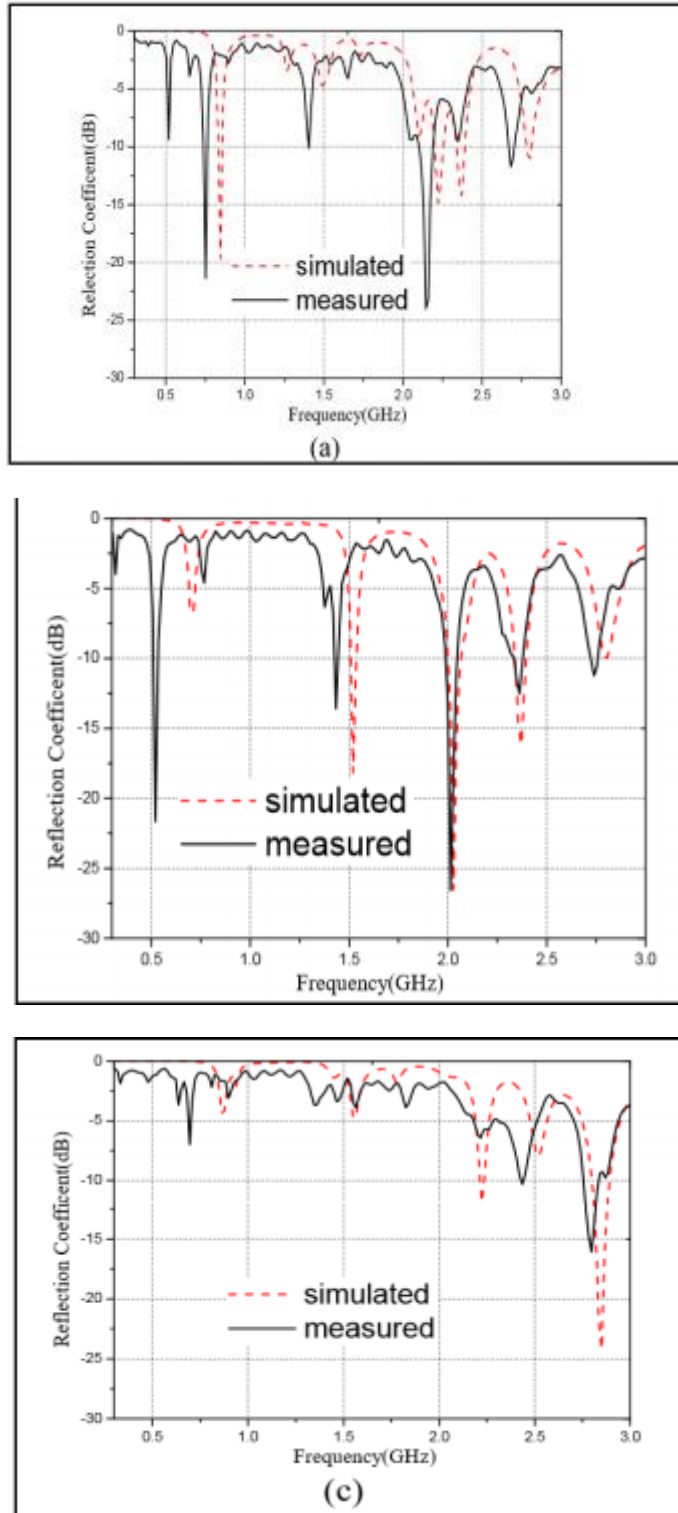 0
-5
-10
-15
-20
-25
-30
Relection Coefficent(dB)
simulated
measured
0.5 1.0 1.5 2.0 2.5 3.0
Frequency(GHz)
(a)
0
-5
-10
-15
-20
-25
-30
Reflection Coefficent(dB)
simulated
measured
0.5 1.0 1.5 2.0 2.5 3.0
Frequency(GHz)
0
-5
-10
-15
-20
-25
-30
Reflection Coefficent(dB)
simulated
measured
0.5 1.0 1.5 2.0 2.5 3.0
Frequency(GHz)
(c)